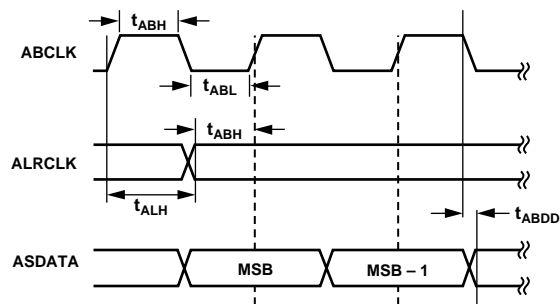 tABH
ABCLK
tABL
tABH
ALRCLK
tALH
tABDD
ASDATA
MSB
MSB – 1